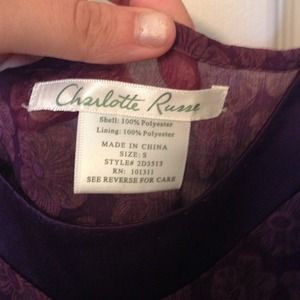 Charlotte Russe
Shell: 100% Polyester
Lining: 100% Polyester
MADE IN CHINA
SIZE: S
STYLE# 2D3513
RN: 101311
SEE REVERSE FOR CARE